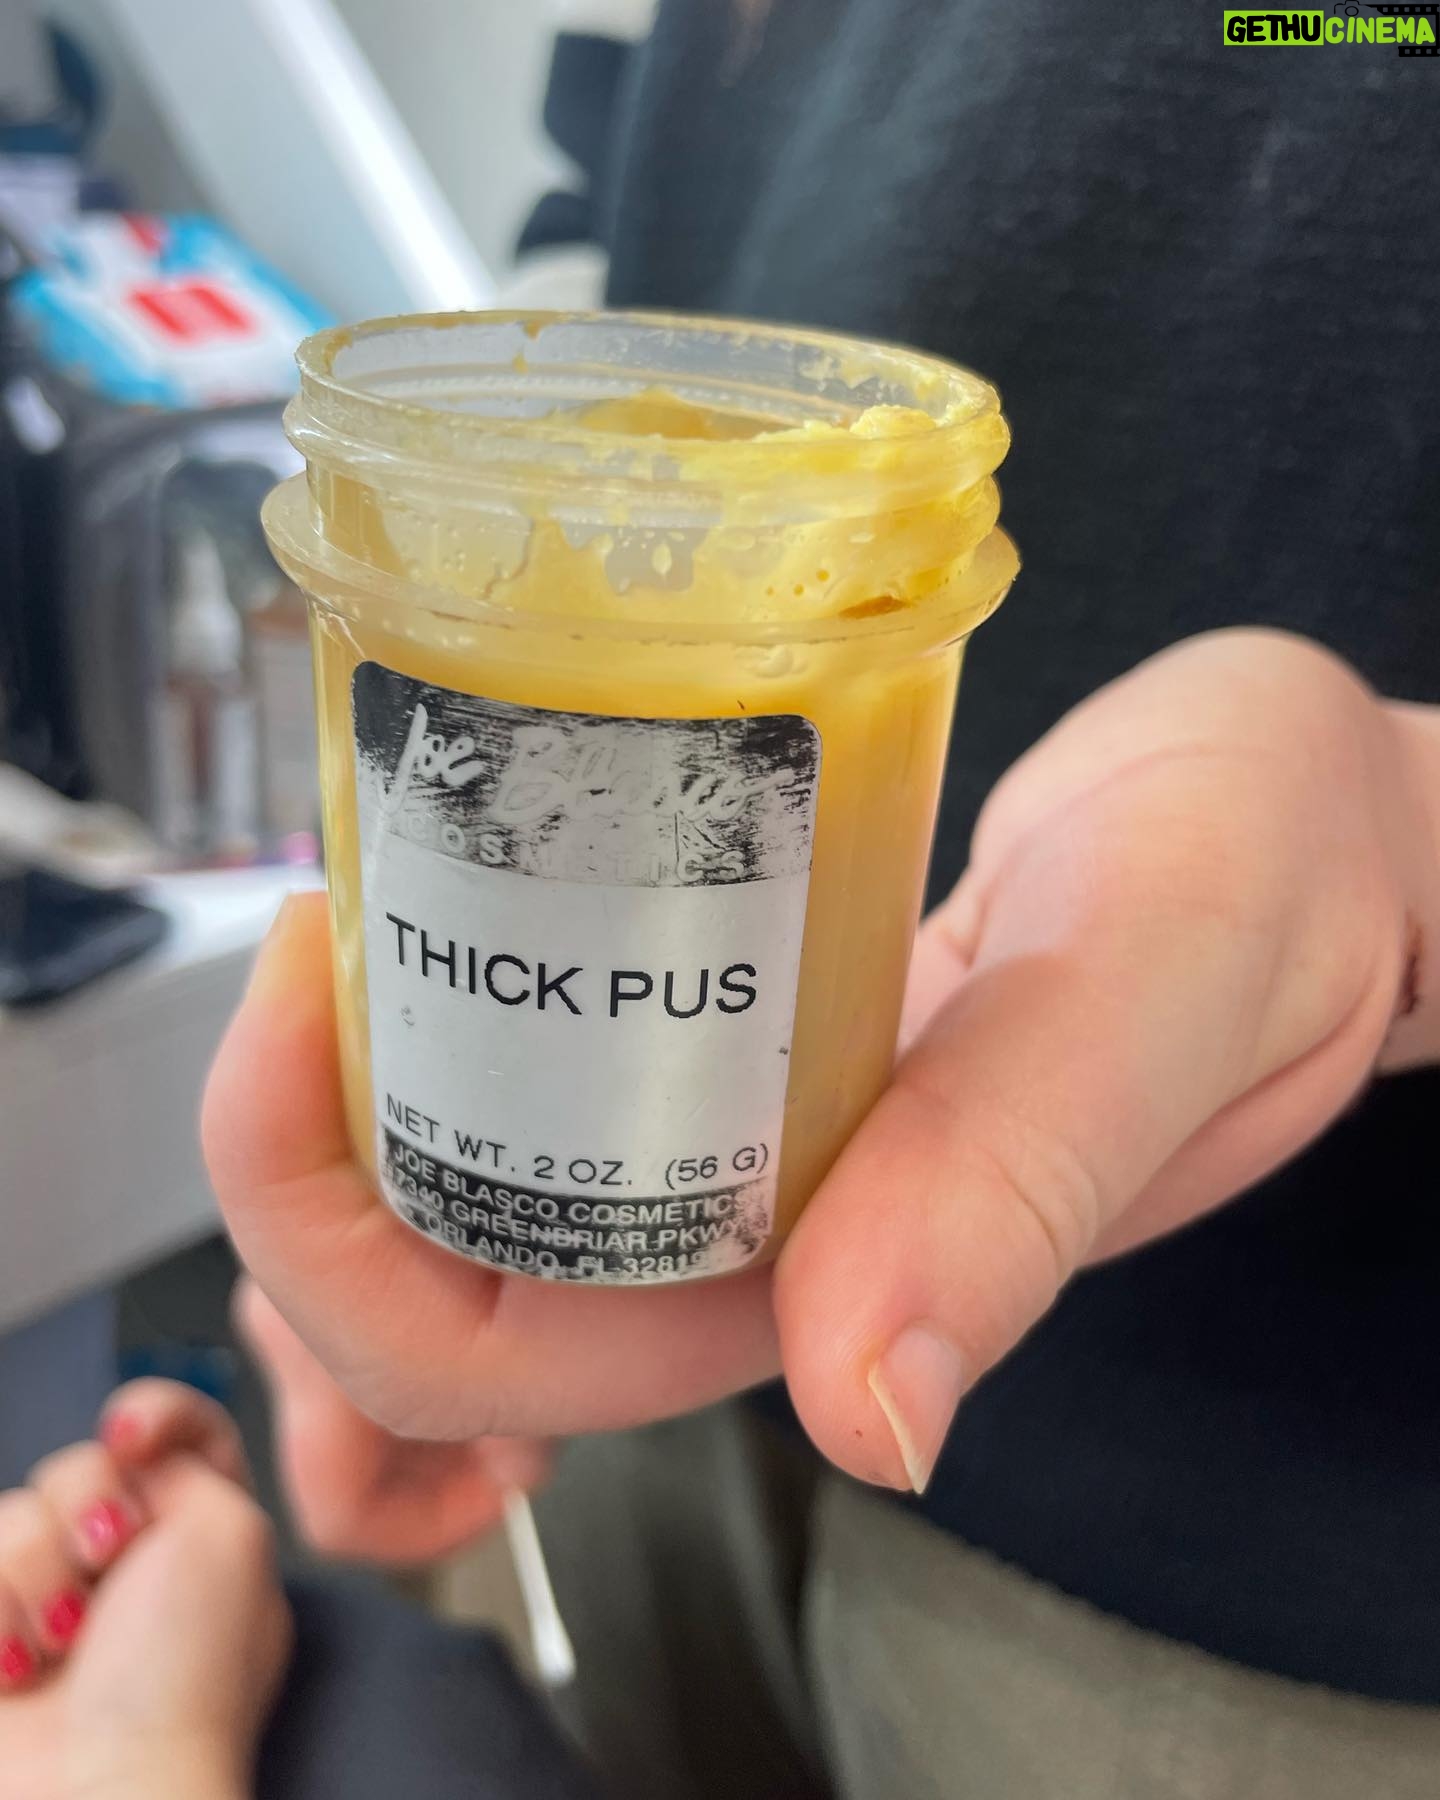 GETHUCINEMA
Joe Blasco
COSMETICS
THICK PUS
NET WT. 2 OZ. (56 G)
JOE BLASCO COSMETIC
7340 GREENBRIAR PKWY
ORLANDO, FL 32819